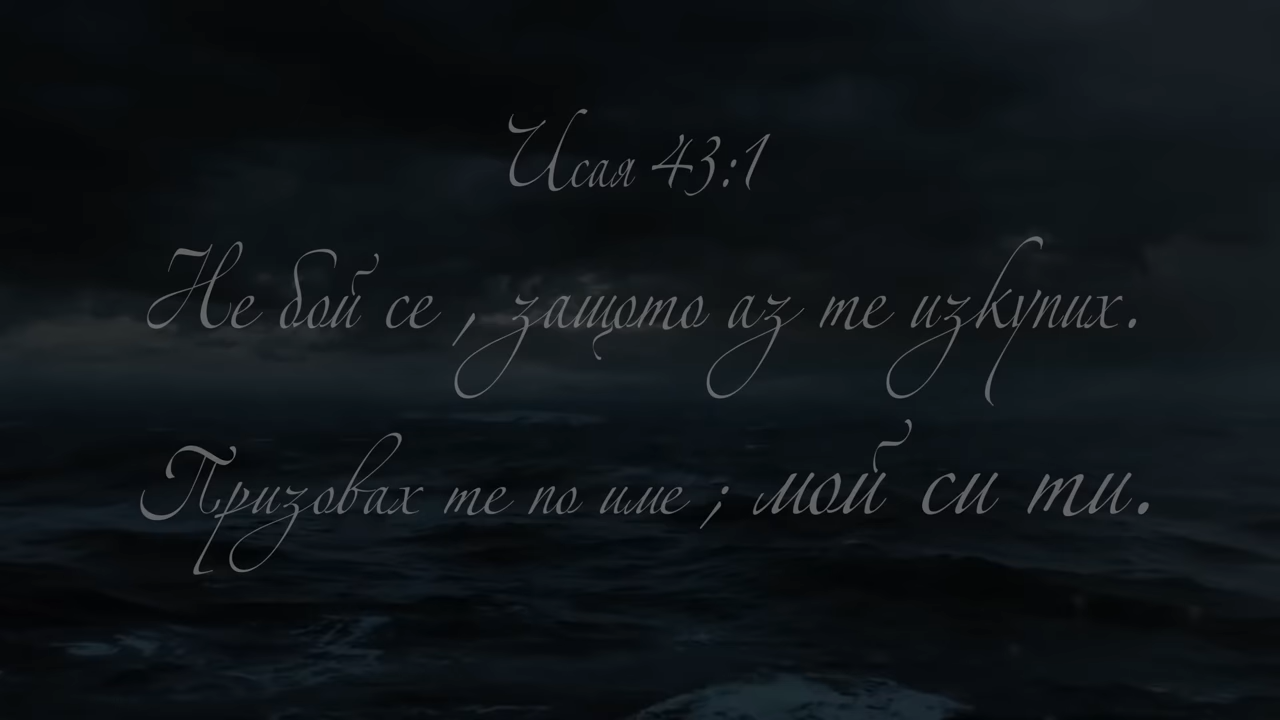 Исая 43:1
Не бой се , защото аз те изкупих.
Призовах те по име ; мой си ти.